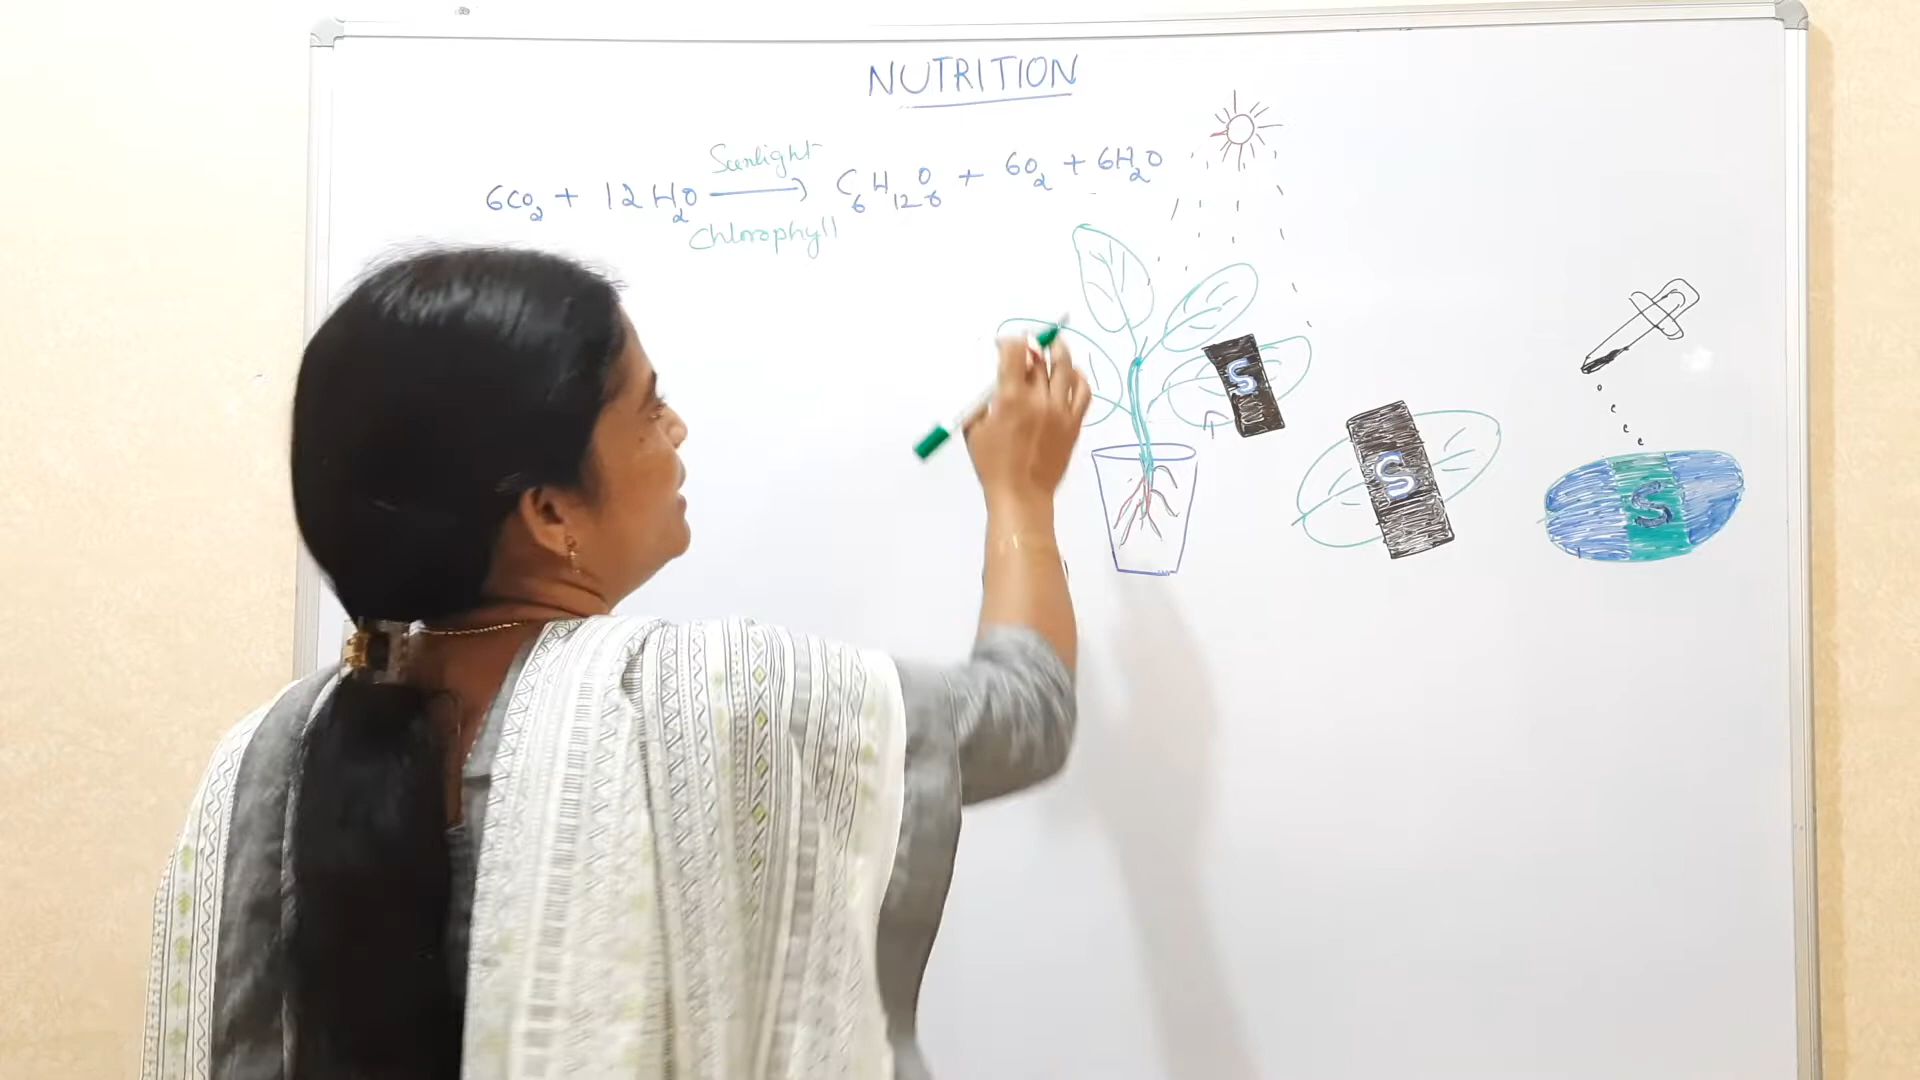 NUTRITION
Sunlight
6CO₂ + 12H₂O ⟶ C₆H₁₂O₆ + 6O₂ + 6H₂O
Chlorophyll
S
S
S